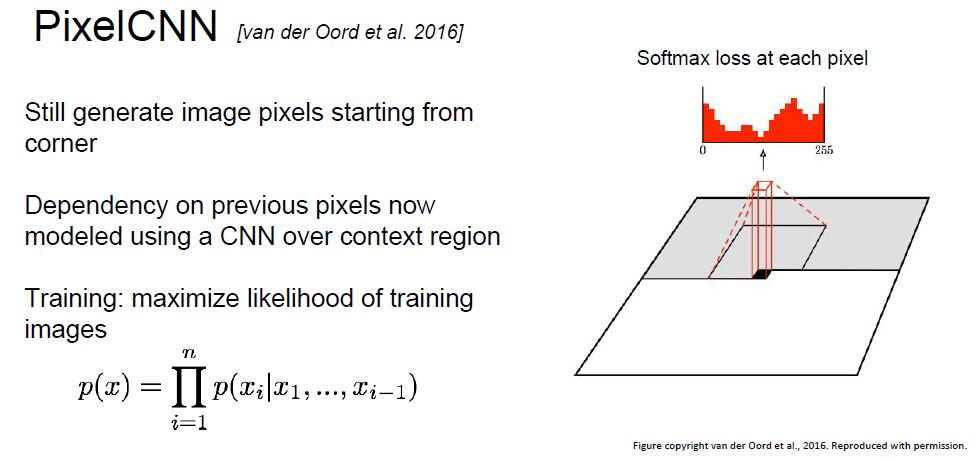 PixelCNN [van der Oord et al. 2016]
Softmax loss at each pixel
Still generate image pixels starting from
corner
0 255
Dependency on previous pixels now
modeled using a CNN over context region
Training: maximize likelihood of training
images
p(x) = ∏_{i=1}^{n} p(x_i|x_1, ..., x_{i−1})
Figure copyright van der Oord et al., 2016. Reproduced with permission.